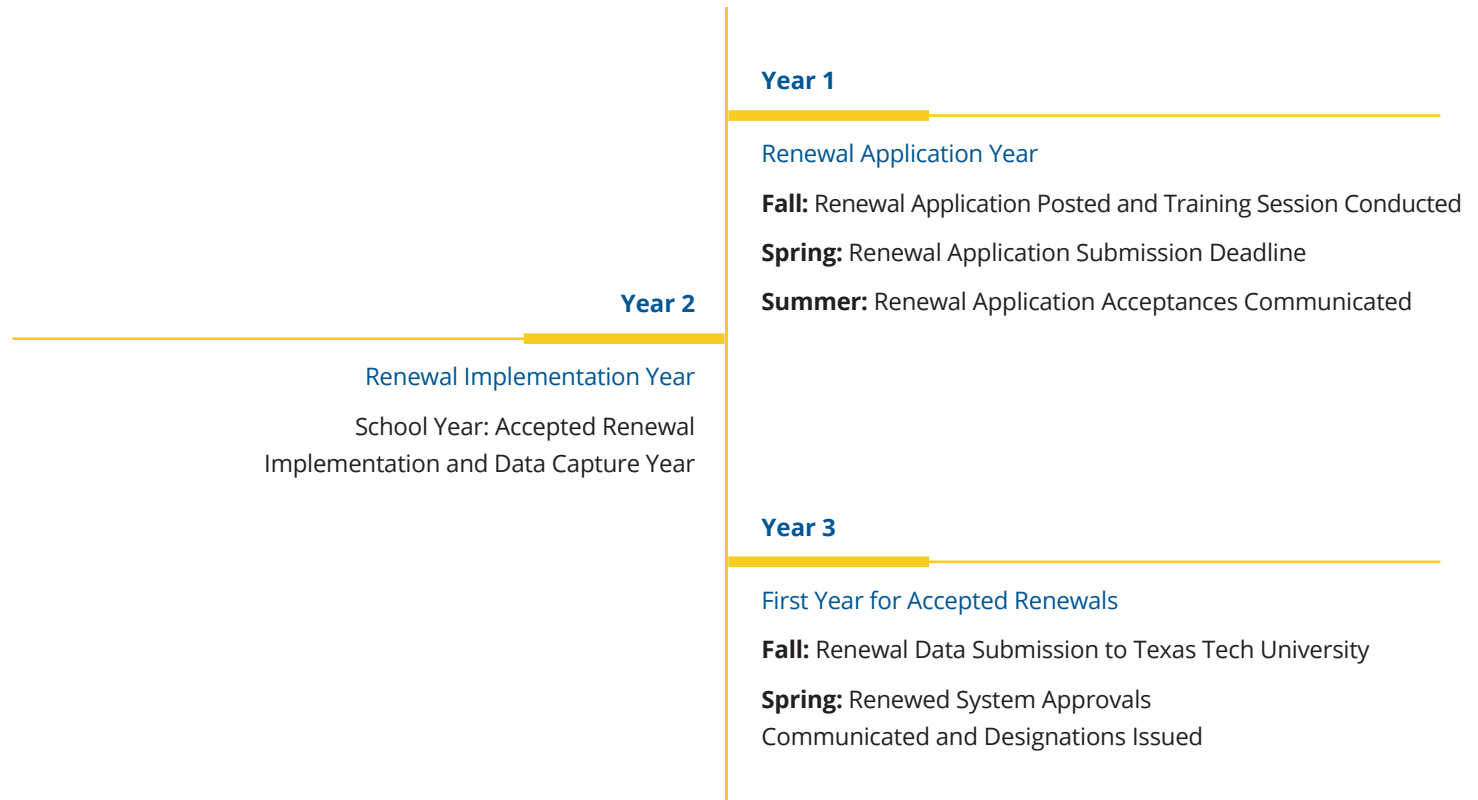 Year 1
Renewal Application Year
Fall: Renewal Application Posted and Training Session Conducted
Spring: Renewal Application Submission Deadline
Summer: Renewal Application Acceptances Communicated
Year 2
Renewal Implementation Year
School Year: Accepted Renewal
Implementation and Data Capture Year
Year 3
First Year for Accepted Renewals
Fall: Renewal Data Submission to Texas Tech University
Spring: Renewed System Approvals
Communicated and Designations Issued